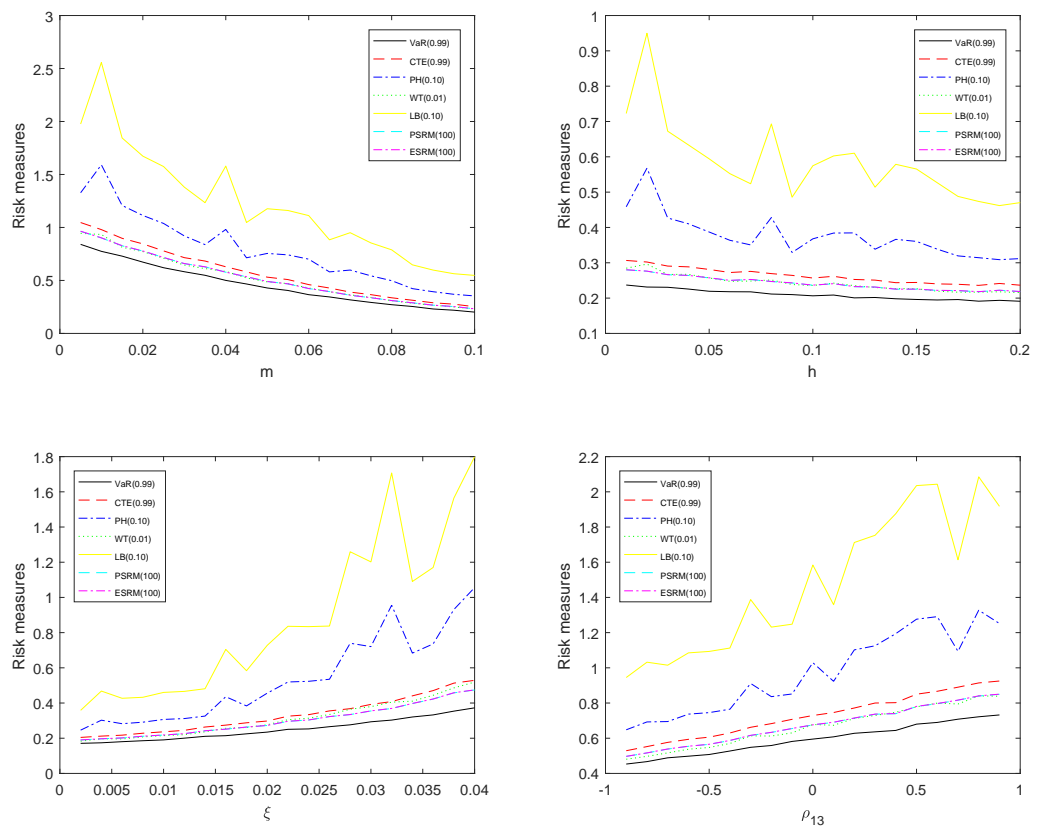 3
2.5
2
1.5
1
0.5
0
Risk measures
VaR(0.99)
CTE(0.99)
PH(0.10)
WT(0.01)
LB(0.10)
PSRM(100)
ESRM(100)
0 0.02 0.04 0.06 0.08 0.1
m
1
0.9
0.8
0.7
0.6
0.5
0.4
0.3
0.2
0.1
Risk measures
VaR(0.99)
CTE(0.99)
PH(0.10)
WT(0.01)
LB(0.10)
PSRM(100)
ESRM(100)
0 0.05 0.1 0.15 0.2
h
1.8
1.6
1.4
1.2
1
0.8
0.6
0.4
0.2
0
Risk measures
VaR(0.99)
CTE(0.99)
PH(0.10)
WT(0.01)
LB(0.10)
PSRM(100)
ESRM(100)
0 0.005 0.01 0.015 0.02 0.025 0.03 0.035 0.04
ξ
2.2
2
1.8
1.6
1.4
1.2
1
0.8
0.6
0.4
Risk measures
VaR(0.99)
CTE(0.99)
PH(0.10)
WT(0.01)
LB(0.10)
PSRM(100)
ESRM(100)
-1 -0.5 0 0.5 1
ρ13